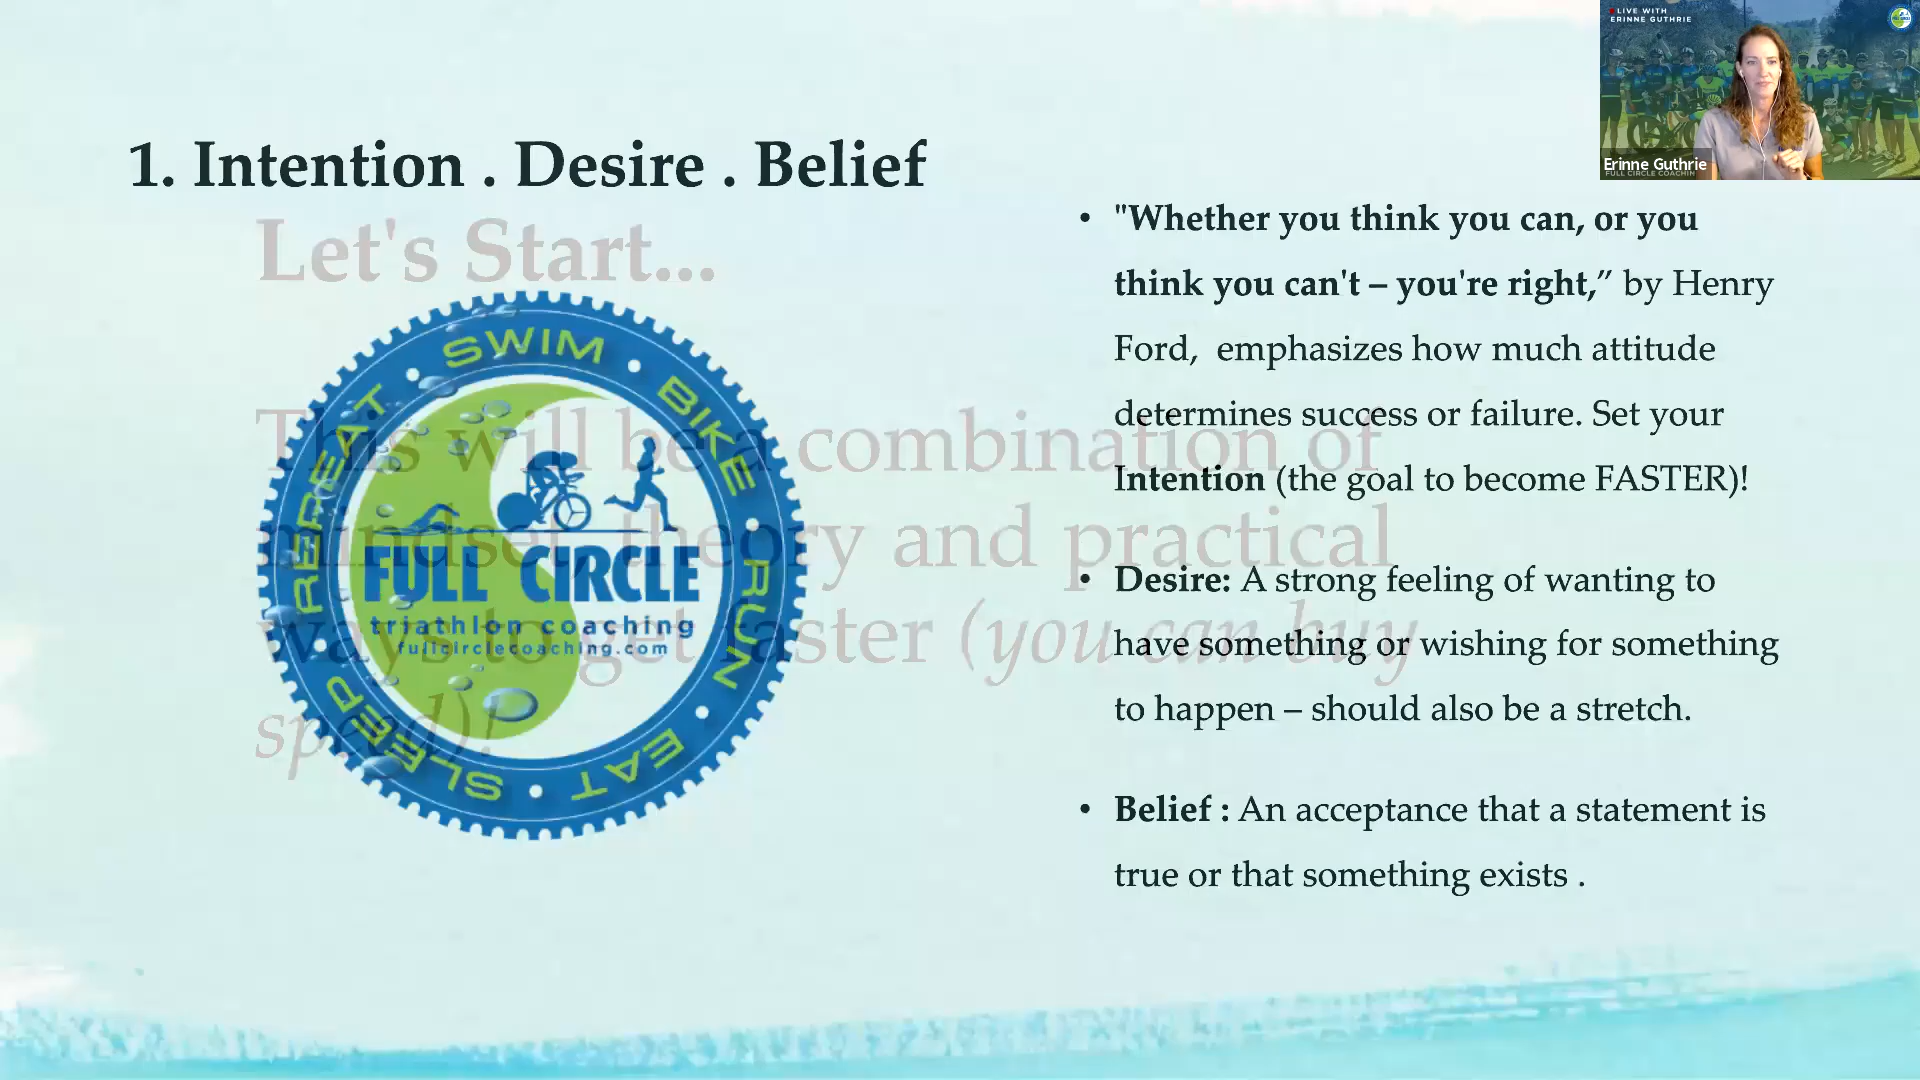 LIVE WITH
ERINNE GUTHRIE
Erinne Guthrie
FULL CIRCLE COACHIN
1. Intention . Desire . Belief
Let's Start...
This will be a combination of
mindset theory and practical
ways to get faster (you can buy
speed)!
SWIM • BIKE • RUN • EAT • SLEEP • REPEAT •
FULL CIRCLE
triathlon coaching
fullcirclecoaching.com
• "Whether you think you can, or you
think you can't – you're right,” by Henry
Ford,  emphasizes how much attitude
determines success or failure. Set your
Intention (the goal to become FASTER)!
• Desire: A strong feeling of wanting to
have something or wishing for something
to happen – should also be a stretch.
• Belief : An acceptance that a statement is
true or that something exists .